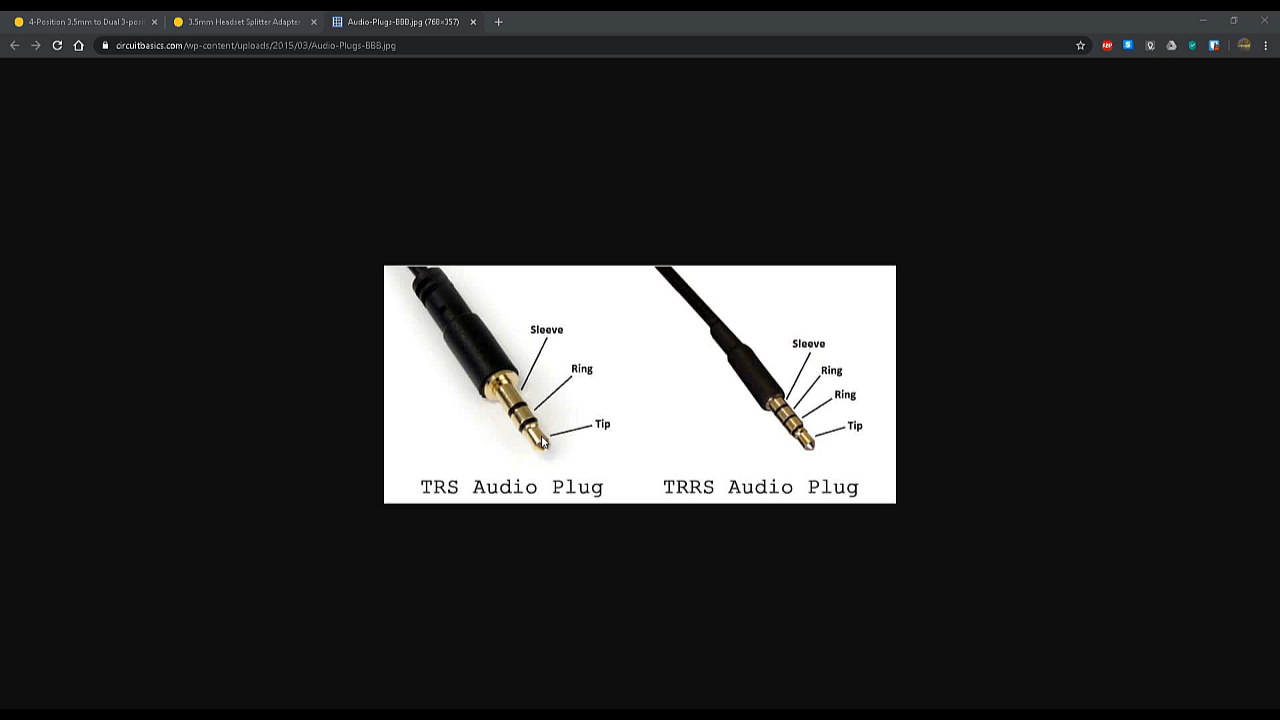 4-Position 3.5mm to Dual 3-posi
3.5mm Headset Splitter Adapter
Audio-Plugs-BBB.jpg (768×357)
circuitbasics.com/wp-content/uploads/2015/03/Audio-Plugs-BBB.jpg
ABP
Sleeve
Ring
Tip
TRS Audio Plug
Sleeve
Ring
Ring
Tip
TRRS Audio Plug